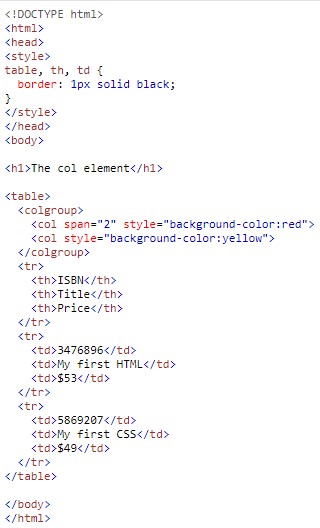 <!DOCTYPE html>
<html>
<head>
<style>
table, th, td {
  border: 1px solid black;
}
</style>
</head>
<body>

<h1>The col element</h1>

<table>
  <colgroup>
    <col span="2" style="background-color:red">
    <col style="background-color:yellow">
  </colgroup>
  <tr>
    <th>ISBN</th>
    <th>Title</th>
    <th>Price</th>
  </tr>
  <tr>
    <td>3476896</td>
    <td>My first HTML</td>
    <td>$53</td>
  </tr>
  <tr>
    <td>5869207</td>
    <td>My first CSS</td>
    <td>$49</td>
  </tr>
</table>

</body>
</html>